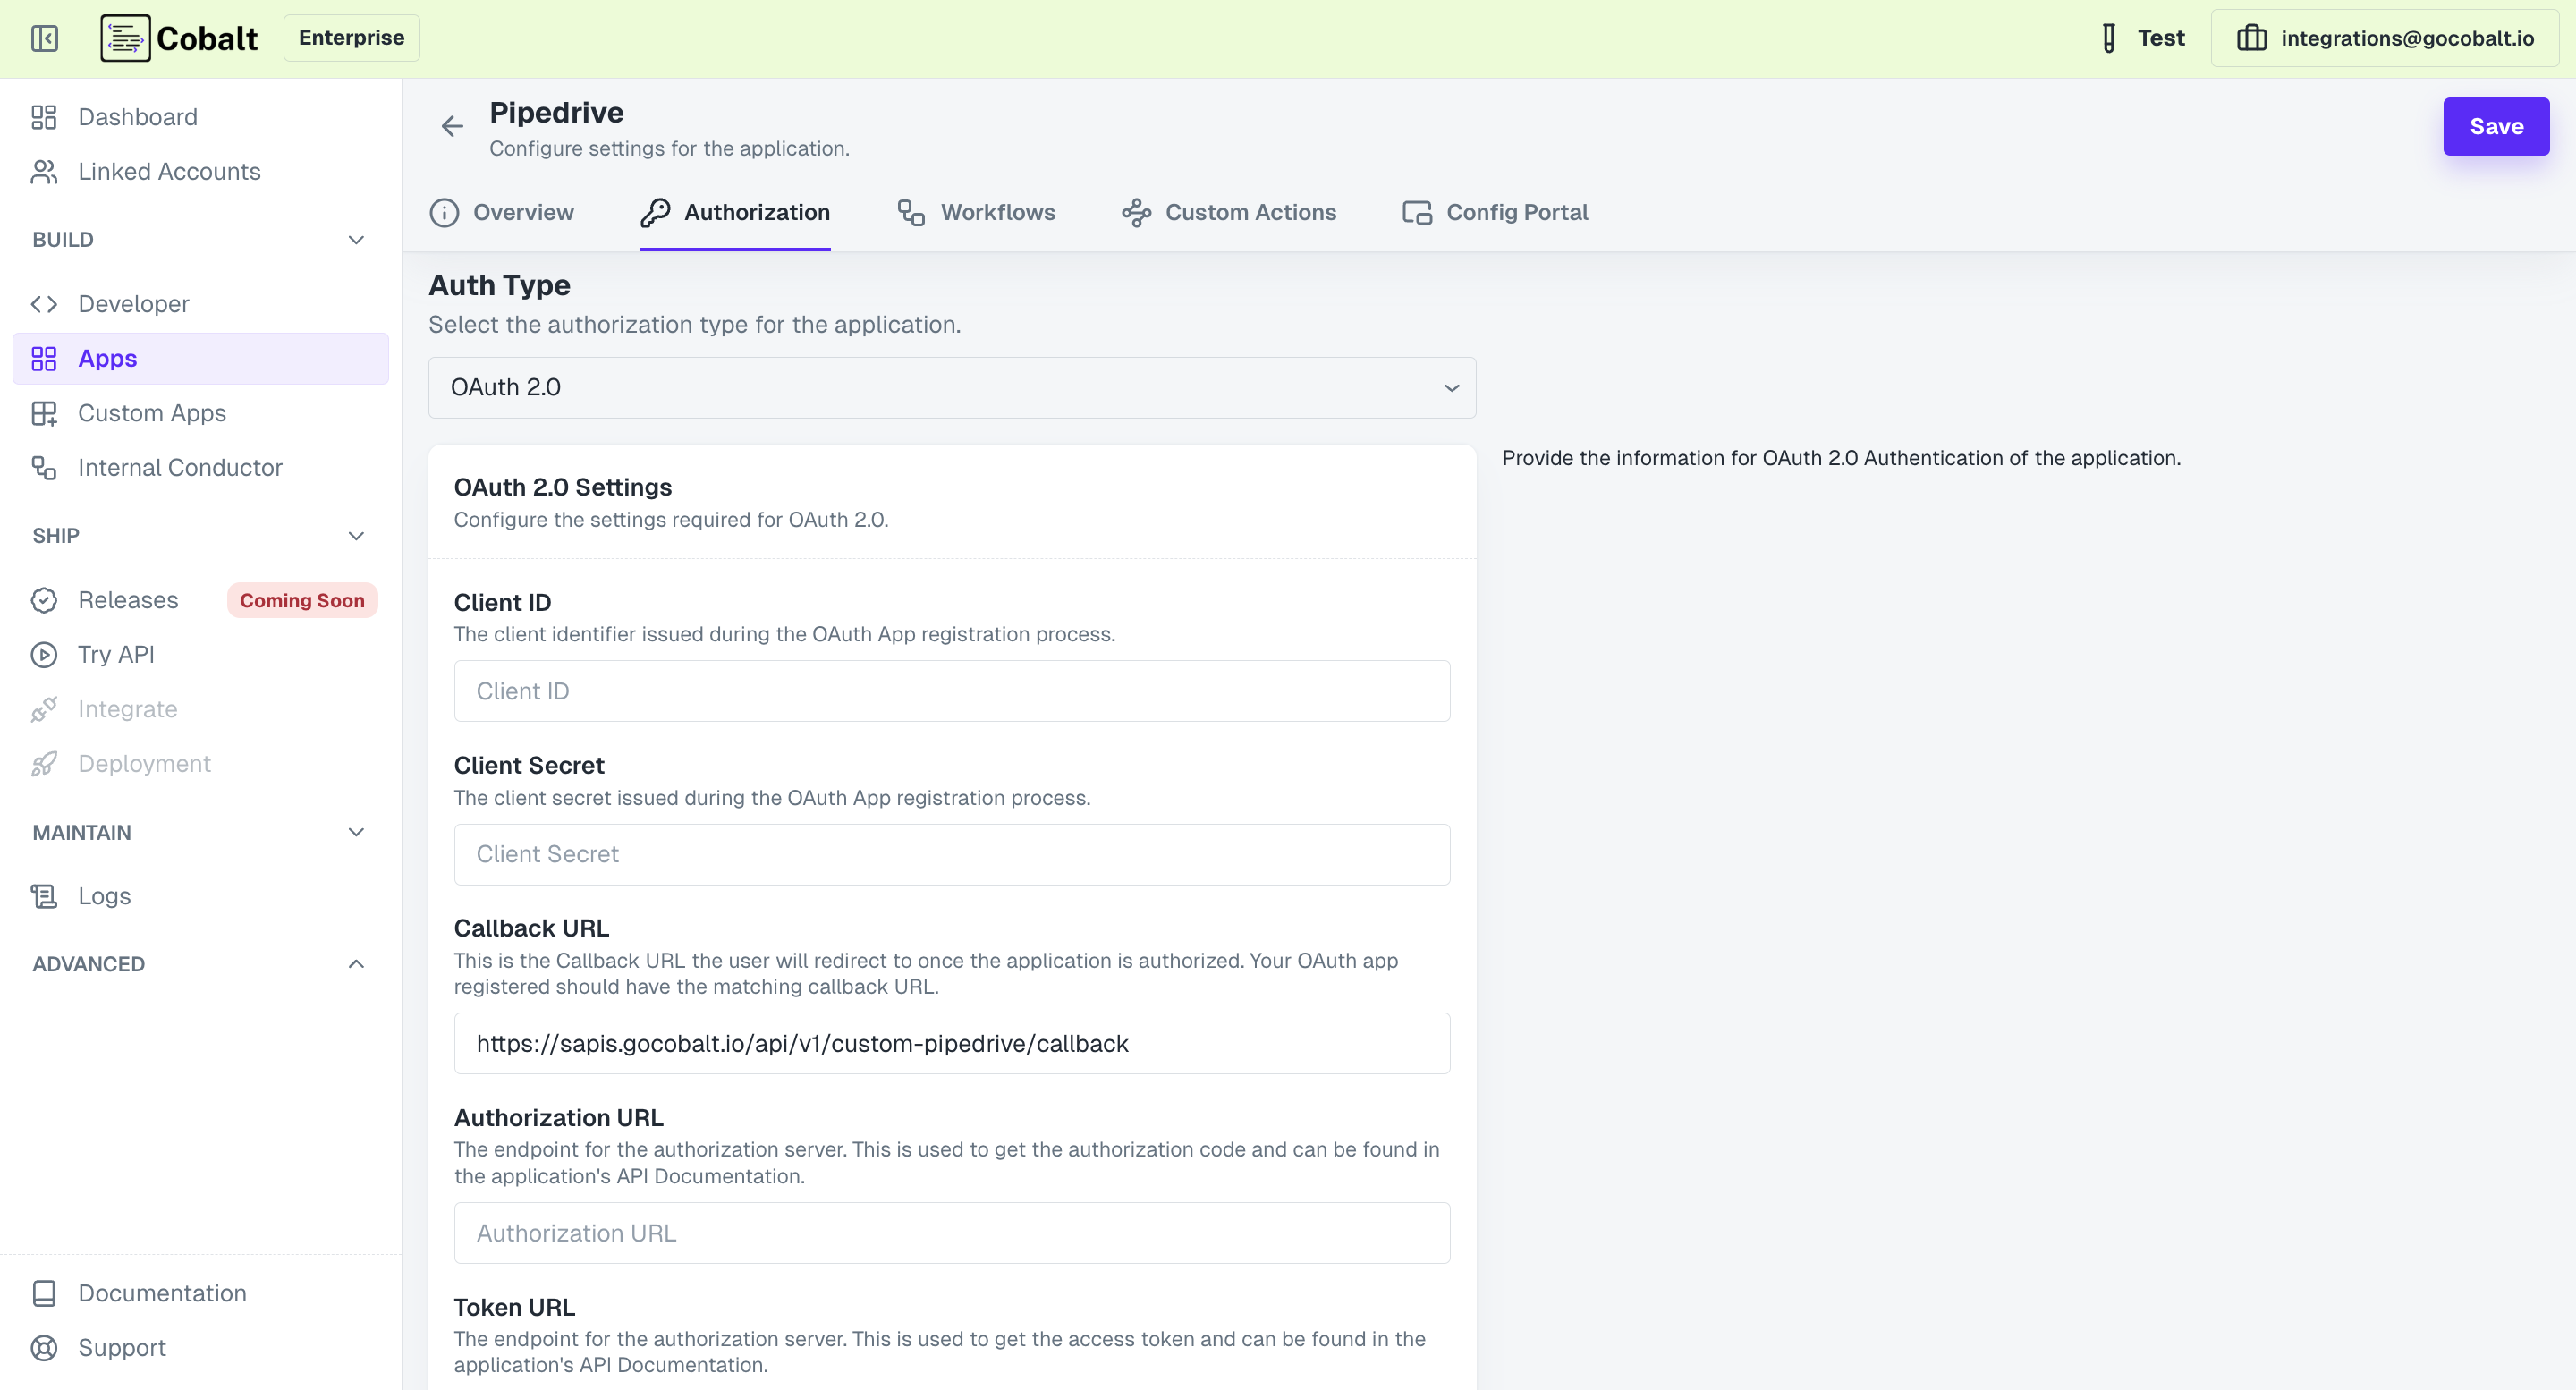 Cobalt
Enterprise
Test
integrations@gocobalt.io
Dashboard
Linked Accounts
BUILD
Developer
Apps
Custom Apps
Internal Conductor
SHIP
Releases
Coming Soon
Try API
Integrate
Deployment
MAINTAIN
Logs
ADVANCED
Documentation
Support
Pipedrive
Configure settings for the application.
Save
Overview
Authorization
Workflows
Custom Actions
Config Portal
Auth Type
Select the authorization type for the application.
OAuth 2.0
OAuth 2.0 Settings
Configure the settings required for OAuth 2.0.
Client ID
The client identifier issued during the OAuth App registration process.
Client ID
Client Secret
The client secret issued during the OAuth App registration process.
Client Secret
Callback URL
This is the Callback URL the user will redirect to once the application is authorized. Your OAuth app
registered should have the matching callback URL.
https://sapis.gocobalt.io/api/v1/custom-pipedrive/callback
Authorization URL
The endpoint for the authorization server. This is used to get the authorization code and can be found in
the application's API Documentation.
Authorization URL
Token URL
The endpoint for the authorization server. This is used to get the access token and can be found in the
application's API Documentation.
Provide the information for OAuth 2.0 Authentication of the application.